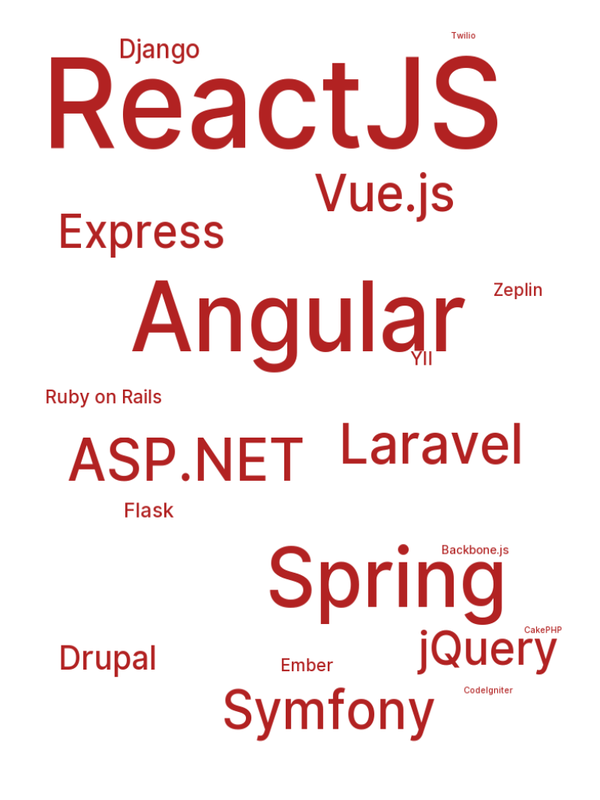 Twilio
Django
ReactJS
Vue.js
Express
Zeplin
Angular
YII
Ruby on Rails
Laravel
ASP.NET
Flask
Backbone.js
Spring
CakePHP
jQuery
Drupal
Ember
CodeIgniter
Symfony